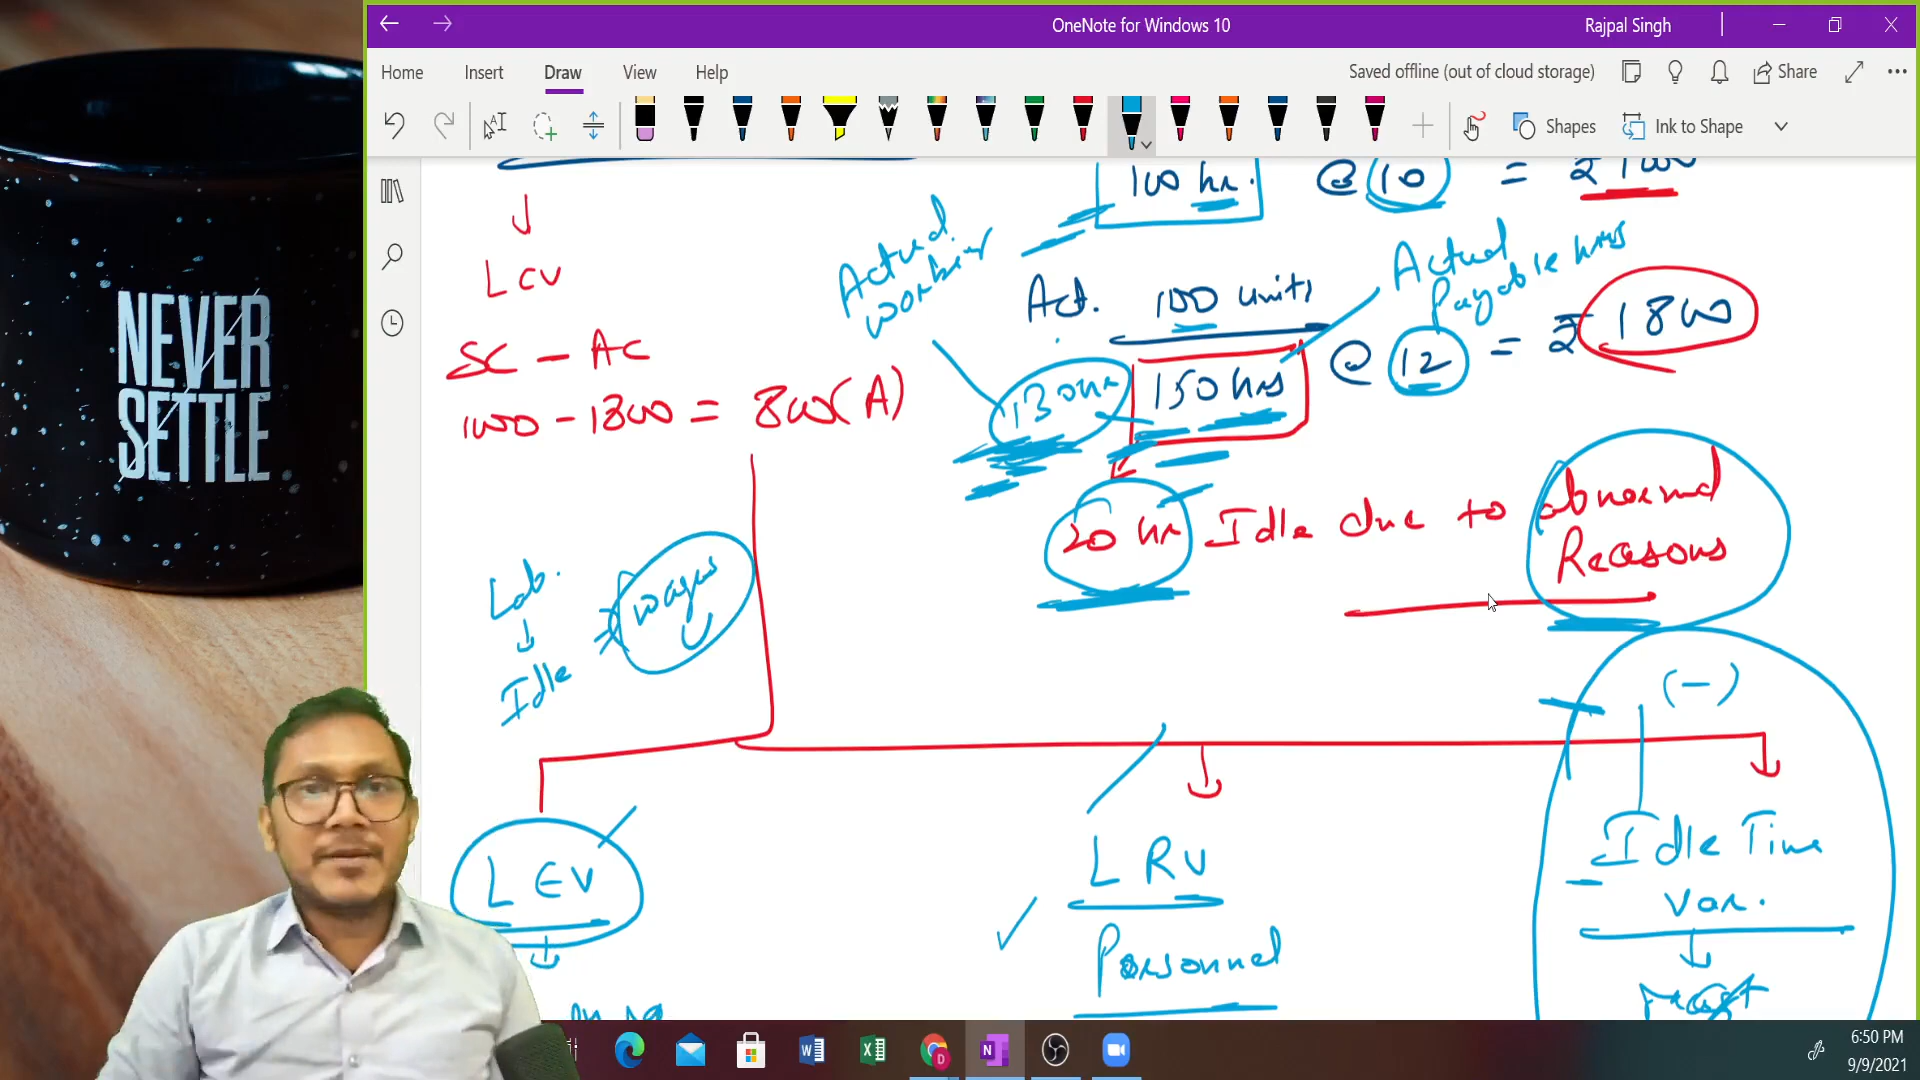 OneNote for Windows 10
Rajpal Singh
Home
Insert
Draw
View
Help
Saved offline (out of cloud storage)
Share
Shapes
Ink to Shape
NEVER
SETTLE
100 hr. @ 10 =
LCV
SC - AC
1000 - 1800 = 800 (A)
Actual
Act. 100 units
Actual
Payable hrs
130 hr 150 hrs @ 12 = ₹ 1800
20 hr Idle due to abnormal
Reasons
Lab.
Idle
wages
(-)
LEV
LRV
Personnel
Idle Time
Var.
6:50 PM
9/9/2021